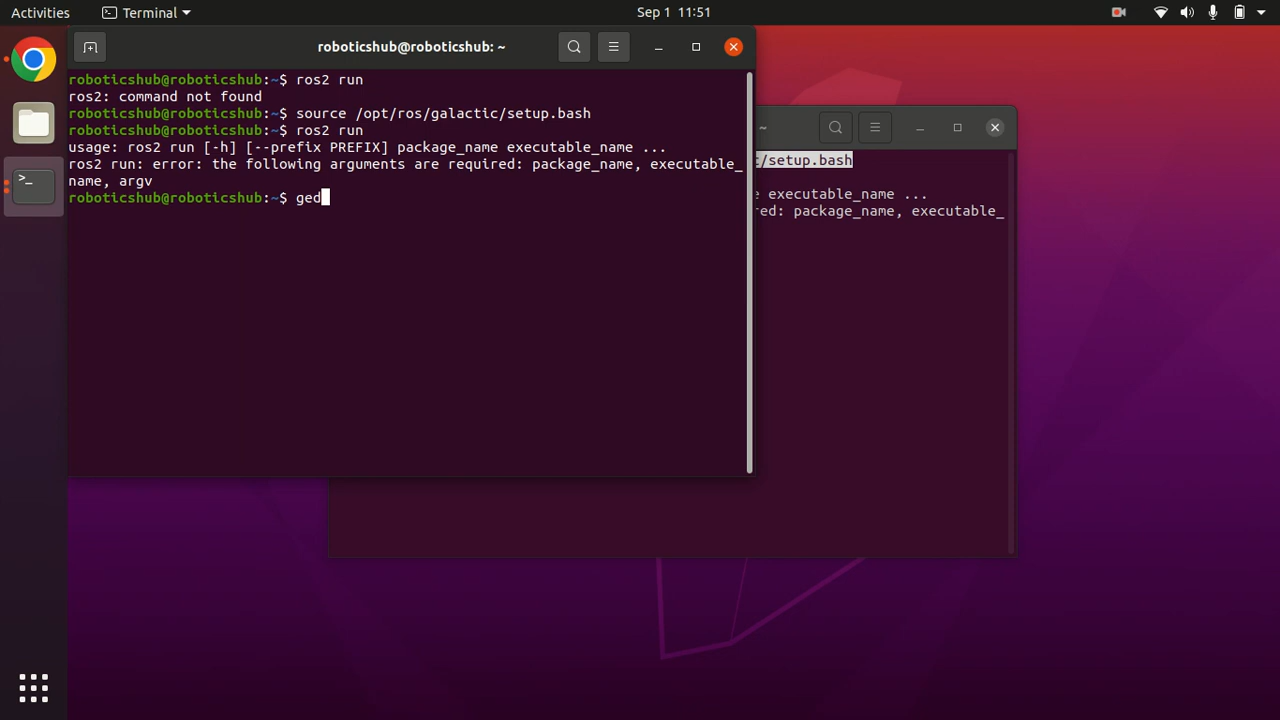 Activities
Terminal
Sep 1 11:51
roboticshub@roboticshub: ~
roboticshub@roboticshub:~$ ros2 run
ros2: command not found
roboticshub@roboticshub:~$ source /opt/ros/galactic/setup.bash
roboticshub@roboticshub:~$ ros2 run
usage: ros2 run [-h] [--prefix PREFIX] package_name executable_name ...
ros2 run: error: the following arguments are required: package_name, executable_
name, argv
roboticshub@roboticshub:~$ ged
~
/setup.bash
executable_name ...
red: package_name, executable_
>_